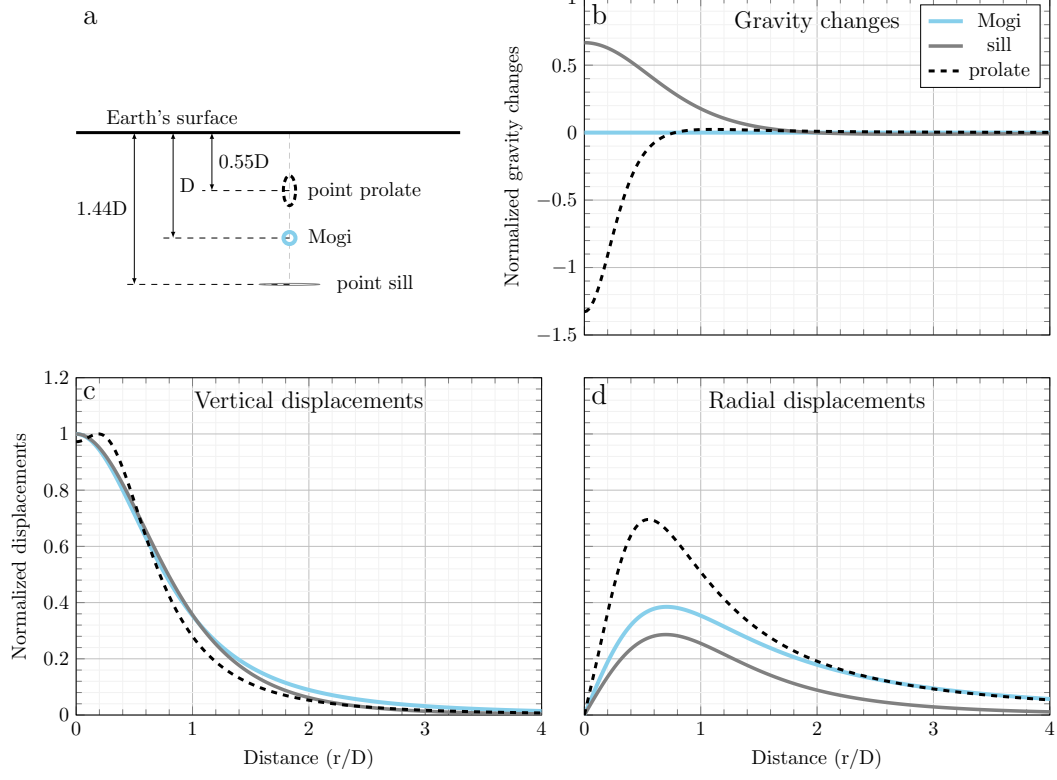 a
Earth's surface
0.55D
D
1.44D
point prolate
Mogi
point sill
b
Gravity changes
Mogi
sill
prolate
Normalized gravity changes
1
0.5
0
−0.5
−1
−1.5
c
Vertical displacements
Normalized displacements
1.2
1
0.8
0.6
0.4
0.2
0
0 1 2 3 4
Distance (r/D)
d
Radial displacements
0 1 2 3 4
Distance (r/D)